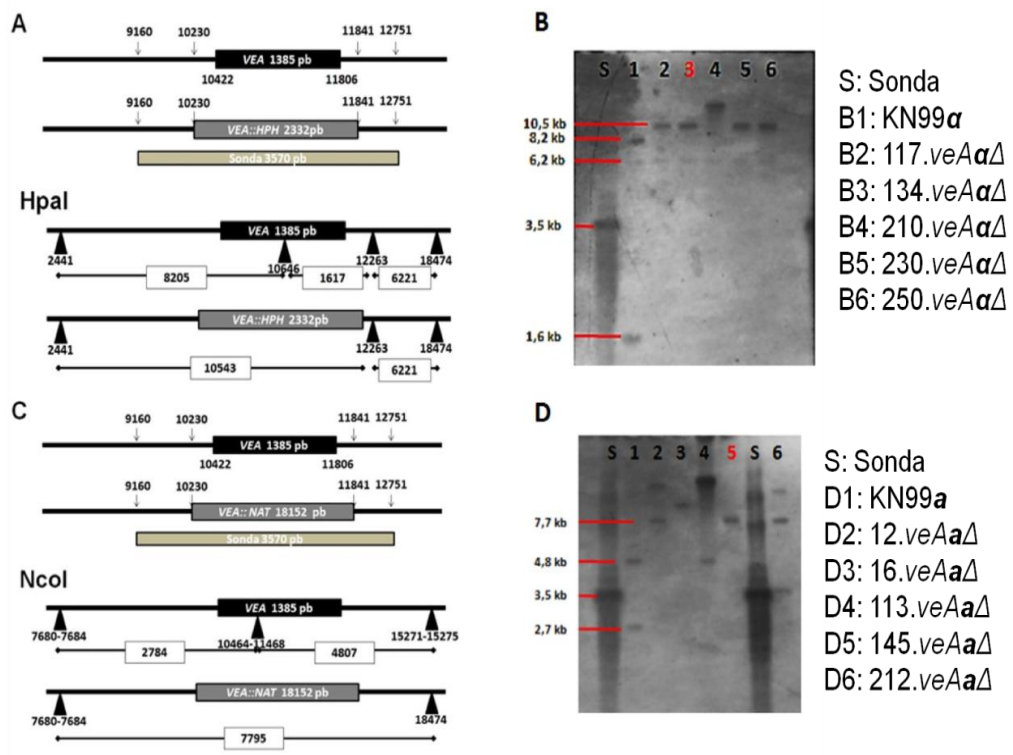 A
9160 10230 11841 12751
VEA 1385 pb
10422 11806
9160 10230 11841 12751
VEA::HPH 2332pb
Sonda 3570 pb
HpaI
VEA 1385 pb
2441 10646 12263 18474
8205 1617 6221
VEA::HPH 2332pb
2441 12263 18474
10543 6221
B
S 1 2 3 4 5 6
10,5 kb
8,2 kb
6,2 kb
3,5 kb
1,6 kb
S: Sonda
B1: KN99α
B2: 117.veAαΔ
B3: 134.veAαΔ
B4: 210.veAαΔ
B5: 230.veAαΔ
B6: 250.veAαΔ
C
9160 10230 11841 12751
VEA 1385 pb
10422 11806
9160 10230 11841 12751
VEA::NAT 18152 pb
Sonda 3570 pb
NcoI
VEA 1385 pb
7680-7684 10464-11468 15271-15275
2784 4807
VEA::NAT 18152 pb
7680-7684 18474
7795
D
S 1 2 3 4 5 S 6
7,7 kb
4,8 kb
3,5 kb
2,7 kb
S: Sonda
D1: KN99a
D2: 12.veAaΔ
D3: 16.veAaΔ
D4: 113.veAaΔ
D5: 145.veAaΔ
D6: 212.veAaΔ